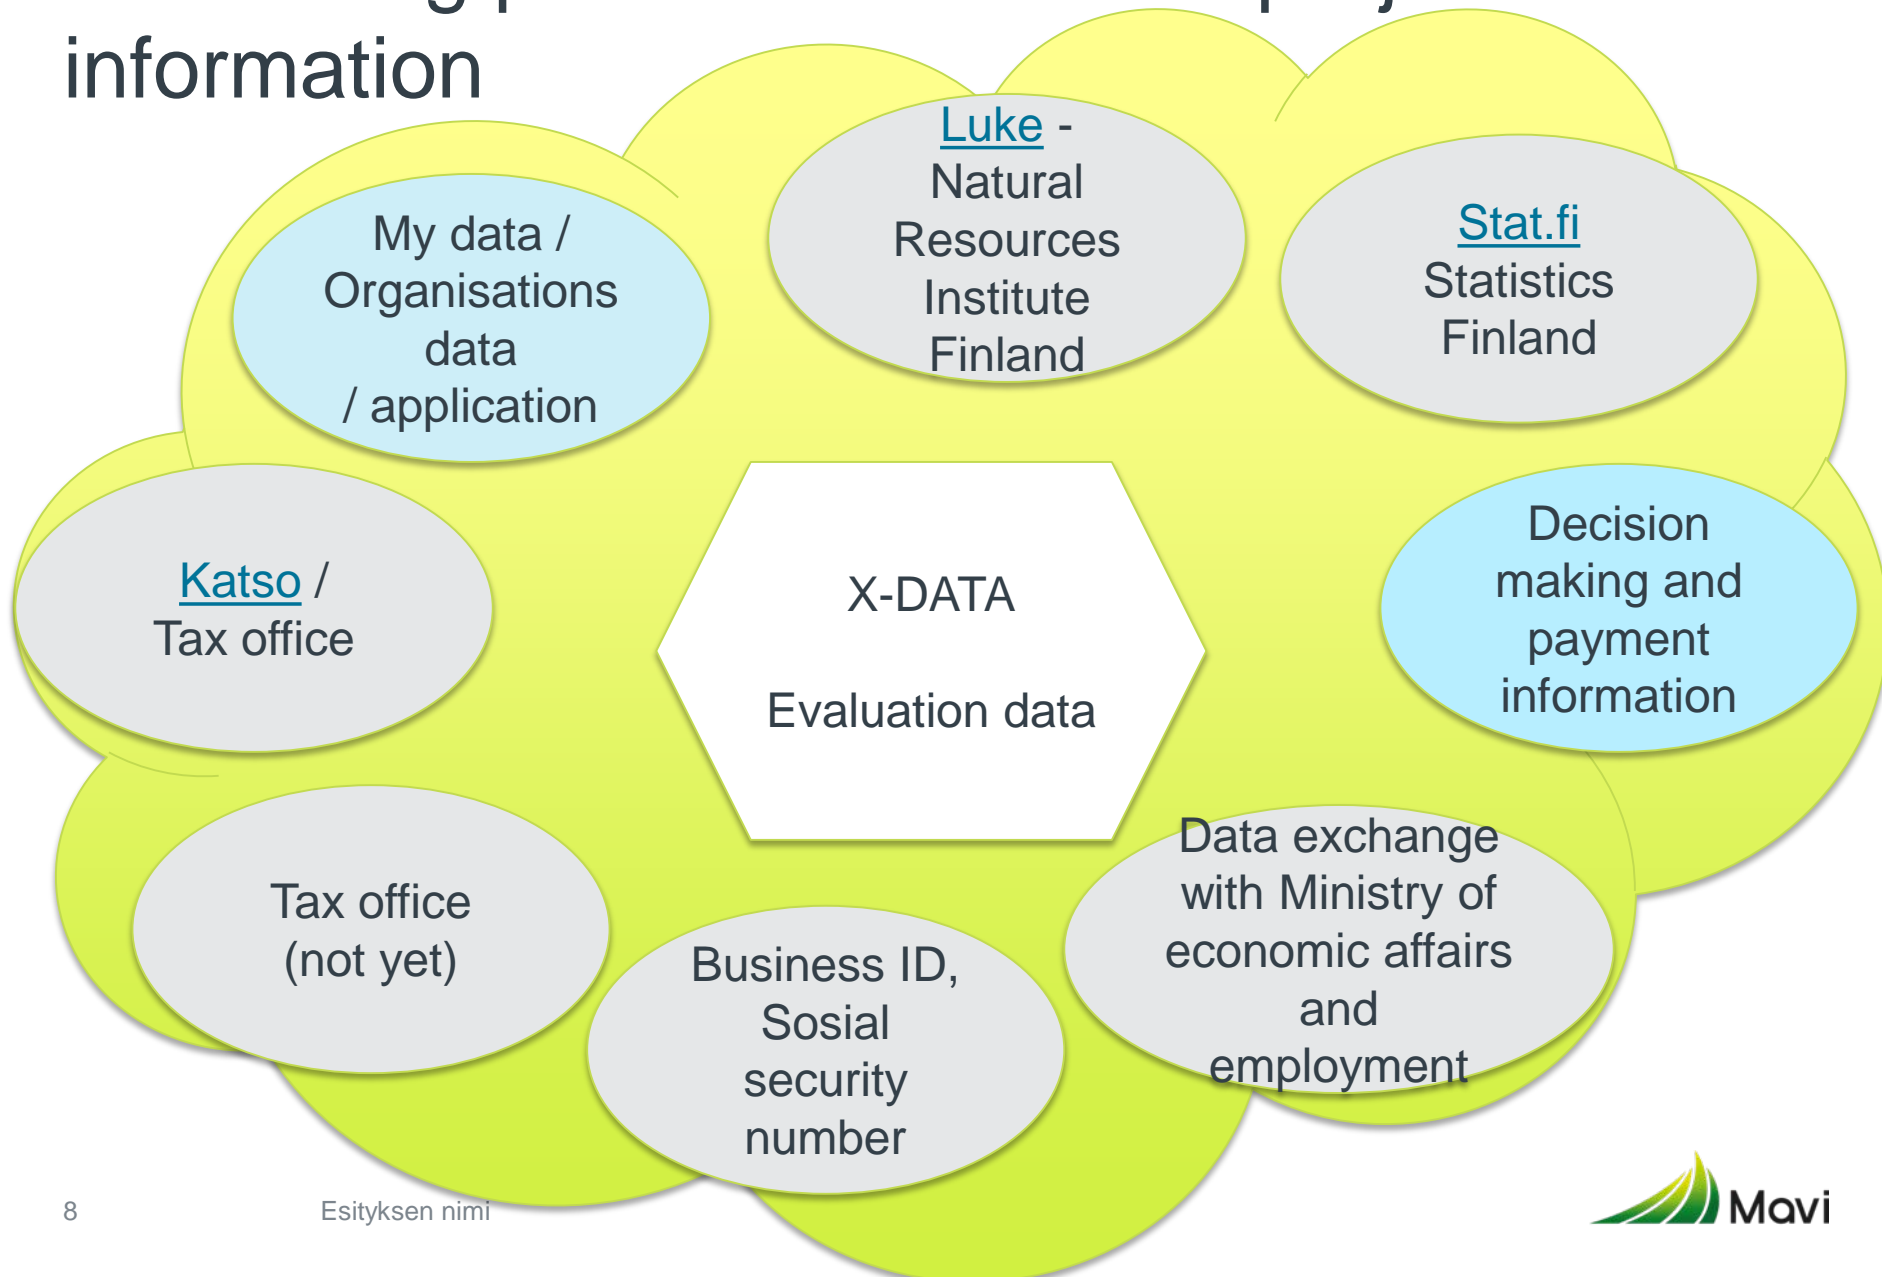 information
Luke -
Natural
Resources
Institute
Finland
My data /
Organisations
data
/ application
Stat.fi
Statistics
Finland
Katso /
Tax office
X-DATA
Evaluation data
Decision
making and
payment
information
Tax office
(not yet)
Business ID,
Sosial
security
number
Data exchange
with Ministry of
economic affairs
and
employment
8
Esityksen nimi
Mavi